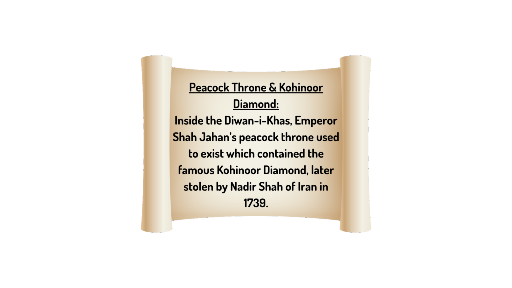 Peacock Throne & Kohinoor
Diamond:
Inside the Diwan-i-Khas, Emperor
Shah Jahan's peacock throne used
to exist which contained the
famous Kohinoor Diamond, later
stolen by Nadir Shah of Iran in
1739.